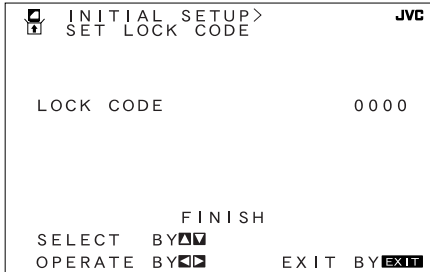 INITIAL SETUP> JVC
SET LOCK CODE
LOCK CODE 0000
FINISH
SELECT BY▲▼
OPERATE BY◀▶ EXIT BY EXIT